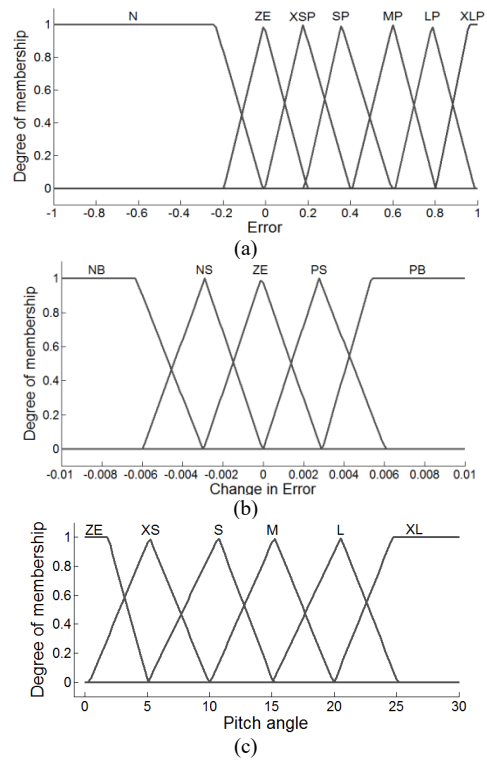 N ZE XSP SP MP LP XLP
1
0.8
0.6
0.4
0.2
0
Degree of membership
-1 -0.8 -0.6 -0.4 -0.2 0 0.2 0.4 0.6 0.8 1
Error
(a)
NB NS ZE PS PB
1
0.8
0.6
0.4
0.2
0
Degree of membership
-0.01 -0.008 -0.006 -0.004 -0.002 0 0.002 0.004 0.006 0.008 0.01
Change in Error
(b)
ZE XS S M L XL
1
0.8
0.6
0.4
0.2
0
Degree of membership
0 5 10 15 20 25 30
Pitch angle
(c)